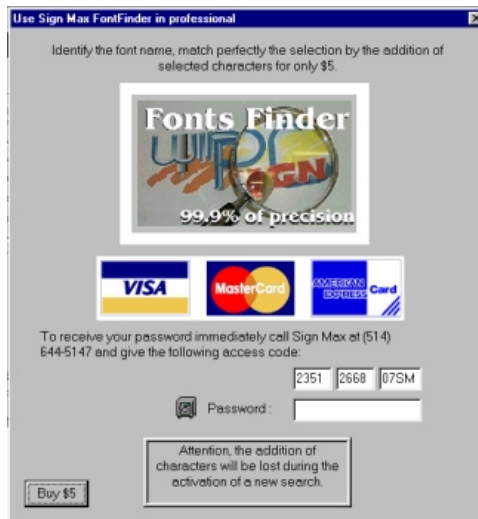 Use Sign Max FontFinder in professional
Identify the font name, match perfectly the selection by the addition of
selected characters for only $5.
Fonts Finder
SIGN
99.9% of precision
VISA
MasterCard
AMERICAN
EXPRESS
Card
To receive your password immediately call Sign Max at (514)
644-5147 and give the following access code:
2351 2668 07SM
Password :
Attention, the addition of
characters will be lost during the
activation of a new search.
Buy $5